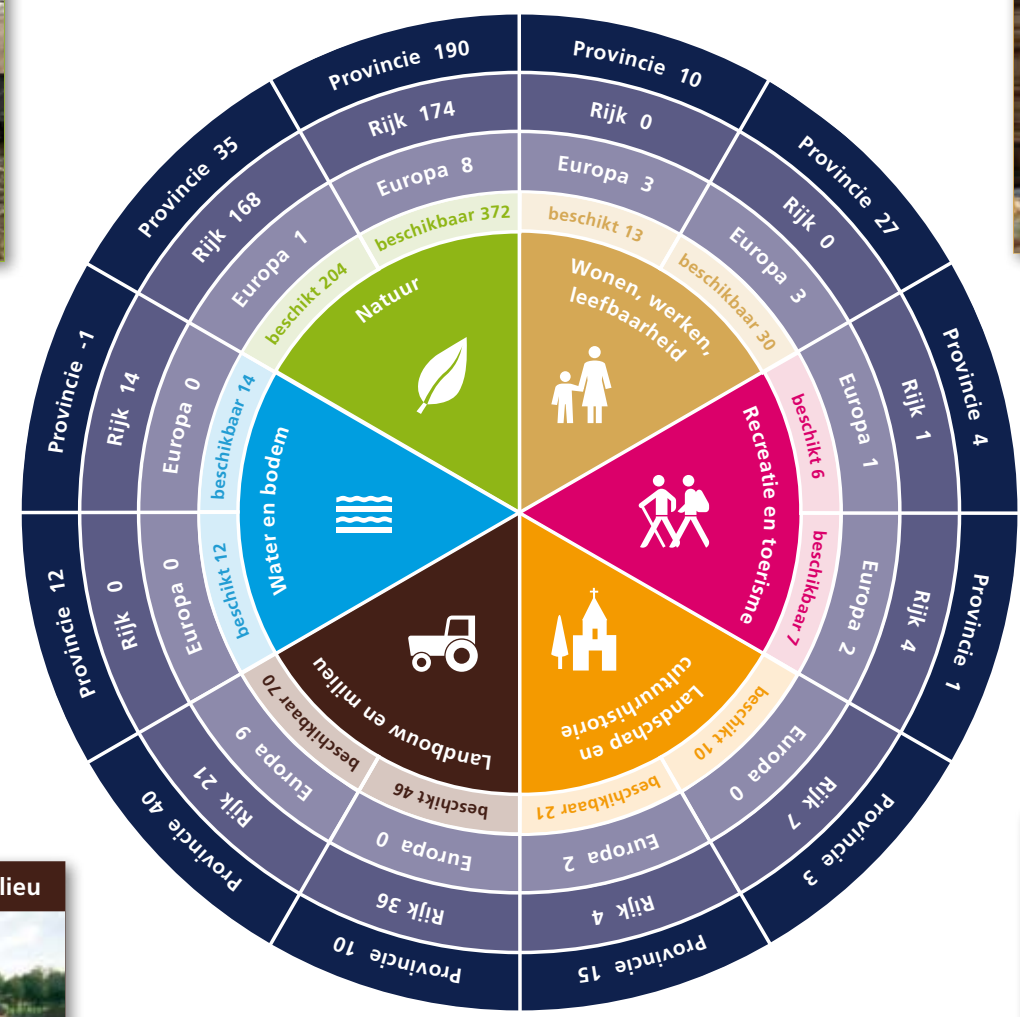 Provincie 10
Rijk 0
Europa 3
beschikt 13
Provincie 27
Rijk 0
Europa 3
beschikbaar 30
Wonen, werken,
leefbaarheid
Provincie 4
Rijk 1
Europa 1
beschikt 6
Provincie 1
Rijk 4
Europa 2
beschikbaar 7
Recreatie en toerisme
Provincie 3
Rijk 7
Europa 0
beschikt 10
Provincie 15
Rijk 4
Europa 2
beschikbaar 21
Landschap en
cultuurhistorie
Provincie 10
Rijk 36
Europa 0
beschikt 46
Provincie 40
Rijk 21
Europa 9
beschikbaar 70
Landbouw en milieu
Provincie 12
Rijk 0
Europa 0
beschikt 12
Provincie -1
Rijk 14
Europa 0
beschikbaar 14
Water en bodem
Provincie 35
Rijk 168
Europa 1
beschikt 204
Provincie 190
Rijk 174
Europa 8
beschikbaar 372
Natuur
lieu